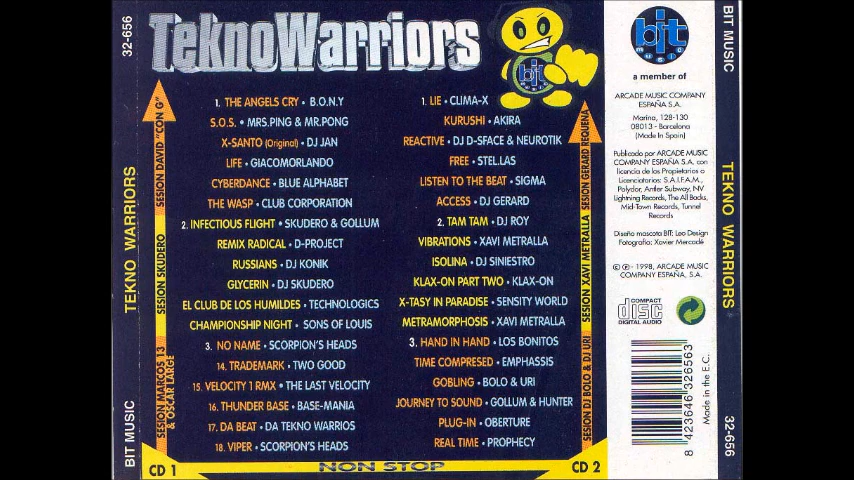 32-656
BIT MUSIC
TEKNO WARRIORS
TeknoWarriors
bit
SESION DAVID "CON G"
SESION SKUDERO
SESION MARCOS 13
& OSCAR LARGE
1. THE ANGELS CRY · B.O.N.Y
S.O.S. · MRS.PING & MR.PONG
X-SANTO (Original) · DJ JAN
LIFE · GIACOMORLANDO
CYBERDANCE · BLUE ALPHABET
THE WASP · CLUB CORPORATION
2. INFECTIOUS FLIGHT · SKUDERO & GOLLUM
REMIX RADICAL · D-PROJECT
RUSSIANS · DJ KONIK
GLYCERIN · DJ SKUDERO
EL CLUB DE LOS HUMILDES · TECHNOLOGICS
CHAMPIONSHIP NIGHT · SONS OF LOUIS
3. NO NAME · SCORPION'S HEADS
14. TRADEMARK · TWO GOOD
15. VELOCITY 1 RMX · THE LAST VELOCITY
16. THUNDER BASE · BASE-MANIA
17. DA BEAT · DA TEKNO WARRIOS
18. VIPER · SCORPION'S HEADS
CD 1
NON STOP
1. LIE · CLIMA-X
KURUSHI · AKIRA
REACTIVE · DJ D-SFACE & NEUROTIK
FREE · STEL.LAS
LISTEN TO THE BEAT · SIGMA
ACCESS · DJ GERARD
2. TAM TAM · DJ ROY
VIBRATIONS · XAVI METRALLA
ISOLINA · DJ SINIESTRO
KLAX-ON PART TWO · KLAX-ON
X-TASY IN PARADISE · SENSITY WORLD
METAMORPHOSIS · XAVI METRALLA
3. HAND IN HAND · LOS BONITOS
TIME COMPRESED · EMPHASSIS
GOBLING · BOLO & URI
JOURNEY TO SOUND · GOLLUM & HUNTER
PLUG-IN · OBERTURE
REAL TIME · PROPHECY
CD 2
SESION GERARD REQUENA
SESION XAVI METRALLA
SESION DJ BOLO & DJ URI
bit
music
a member of
ARCADE MUSIC COMPANY
ESPAÑA S.A.
Marina, 128-130
08013 - Barcelona
(Made in Spain)
Publicado por ARCADE MUSIC
COMPANY ESPAÑA S.A. con
licencia de los Propietarios o
Licenciatarios: S.A.I.F.A.M.,
Polydor, Antler Subway, NV
Lightning Records, The All Backs,
Mid-Town Records, Tunnel
Records
Diseño mascota BIT: Leo Design
Fotografía: Xavier Mercadé
© ℗ - 1998, ARCADE MUSIC
COMPANY ESPAÑA, S.A.
COMPACT
disc
DIGITAL AUDIO
8 423646 326563
Made in the E.C.
BIT MUSIC
TEKNO WARRIORS
32-656